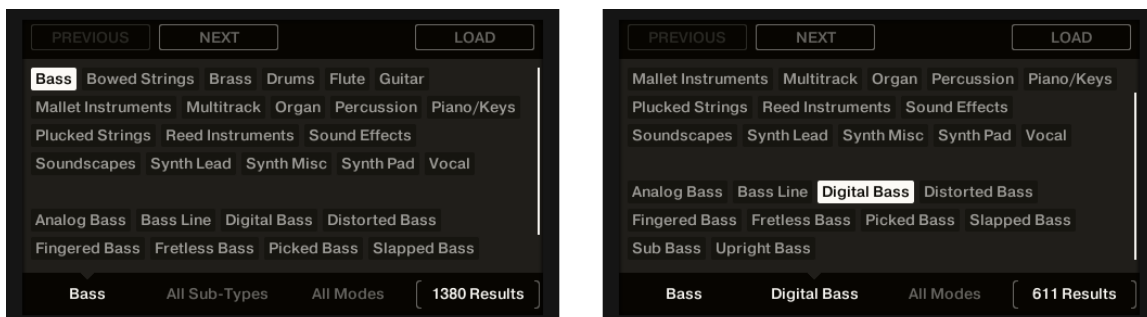 PREVIOUS NEXT LOAD
Bass Bowed Strings Brass Drums Flute Guitar
Mallet Instruments Multitrack Organ Percussion Piano/Keys
Plucked Strings Reed Instruments Sound Effects
Soundscapes Synth Lead Synth Misc Synth Pad Vocal
Analog Bass Bass Line Digital Bass Distorted Bass
Fingered Bass Fretless Bass Picked Bass Slapped Bass
Bass All Sub-Types All Modes 1380 Results
PREVIOUS NEXT LOAD
Mallet Instruments Multitrack Organ Percussion Piano/Keys
Plucked Strings Reed Instruments Sound Effects
Soundscapes Synth Lead Synth Misc Synth Pad Vocal
Analog Bass Bass Line Digital Bass Distorted Bass
Fingered Bass Fretless Bass Picked Bass Slapped Bass
Sub Bass Upright Bass
Bass Digital Bass All Modes 611 Results